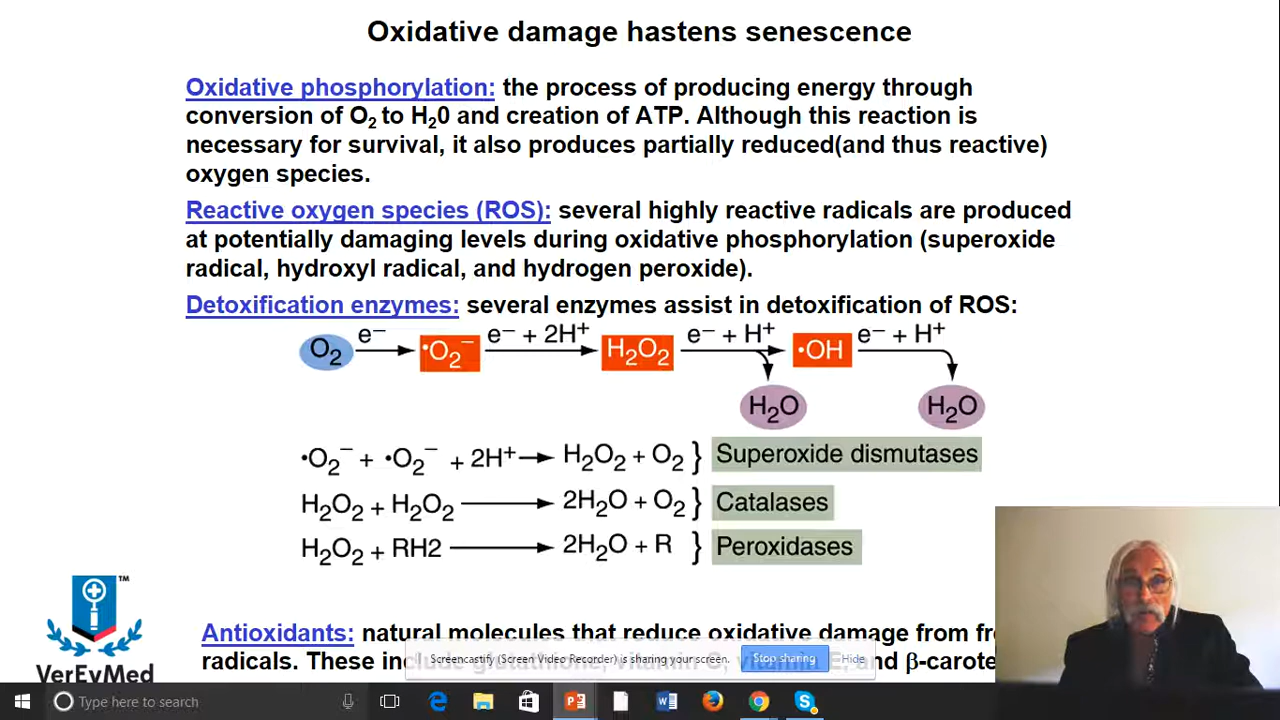 Oxidative damage hastens senescence
Oxidative phosphorylation: the process of producing energy through
conversion of O₂ to H₂0 and creation of ATP. Although this reaction is
necessary for survival, it also produces partially reduced(and thus reactive)
oxygen species.
Reactive oxygen species (ROS): several highly reactive radicals are produced
at potentially damaging levels during oxidative phosphorylation (superoxide
radical, hydroxyl radical, and hydrogen peroxide).
Detoxification enzymes: several enzymes assist in detoxification of ROS:
e⁻ e⁻ + 2H⁺ e⁻ + H⁺ e⁻ + H⁺
O₂ •O₂⁻ H₂O₂ •OH
H₂O H₂O
•O₂⁻ + •O₂⁻ + 2H⁺ → H₂O₂ + O₂ } Superoxide dismutases
H₂O₂ + H₂O₂ → 2H₂O + O₂ } Catalases
H₂O₂ + RH2 → 2H₂O + R } Peroxidases
TM
Antioxidants: natural molecules that reduce oxidative damage from
radicals. These include glutathione, vitamin C, vitamin E, and β-carote
Screencastify (Screen Video Recorder) is sharing your screen. Stop sharing Hide
VerEvMed
Type here to search